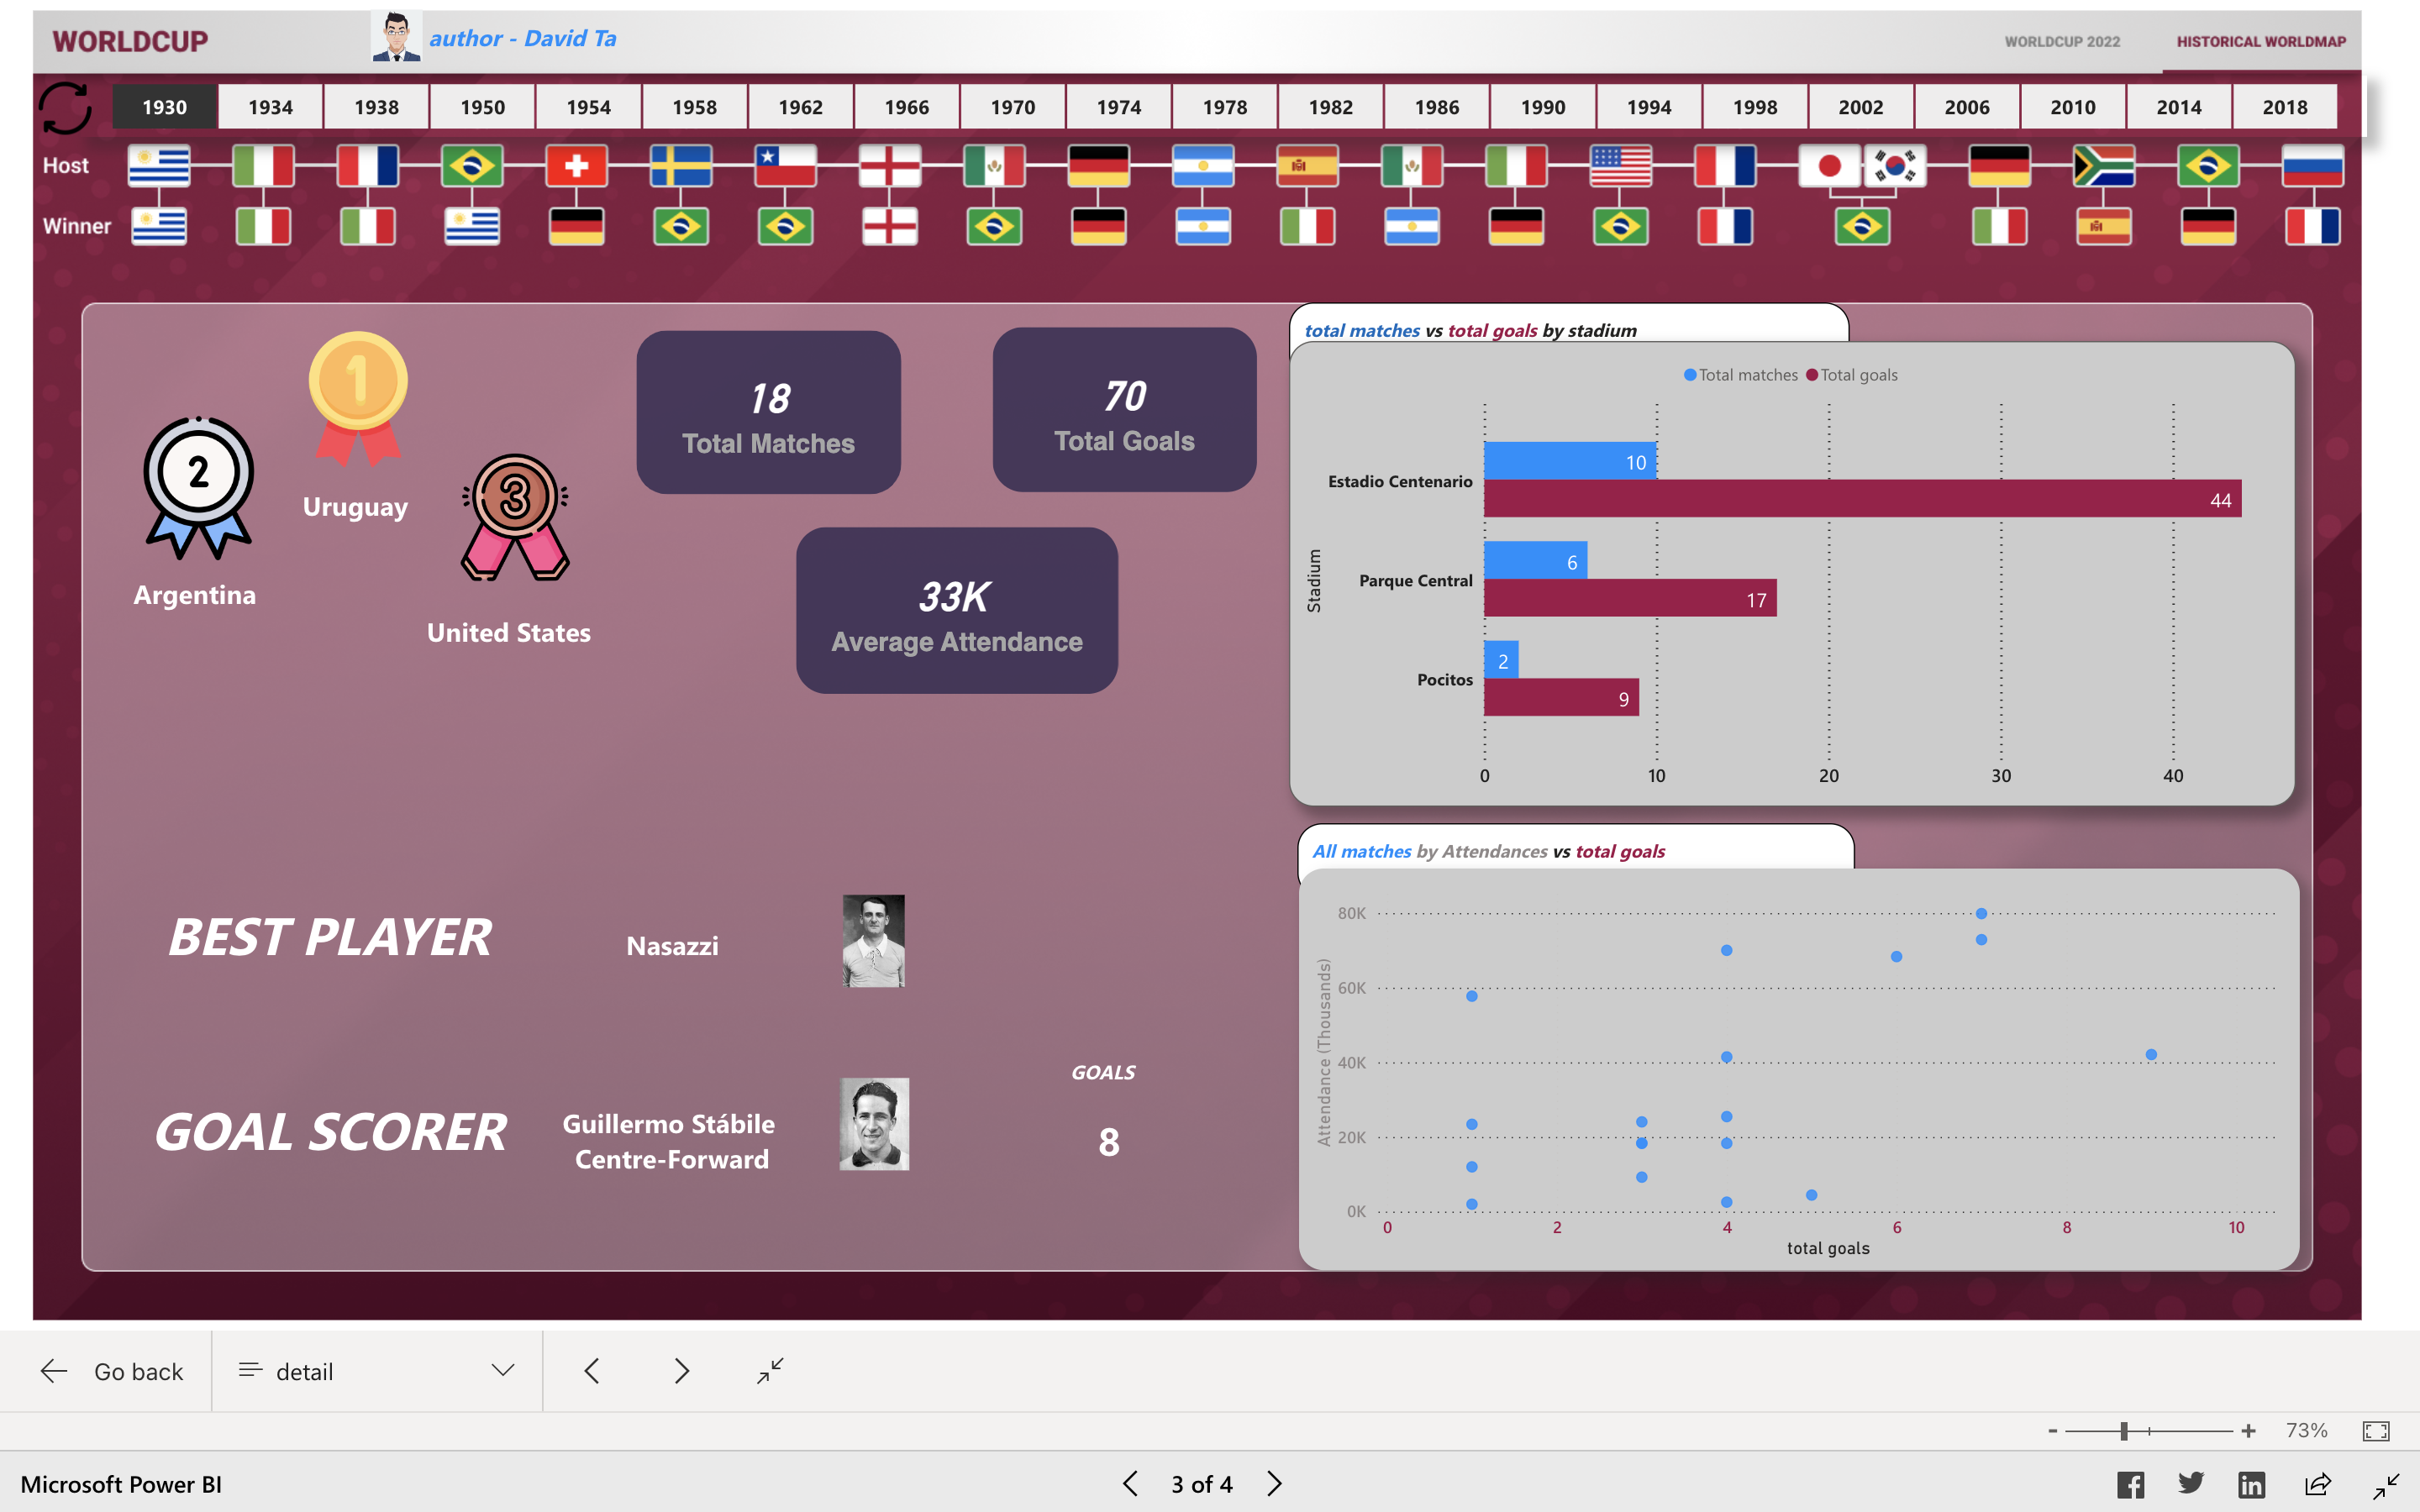 WORLDCUP
author - David Ta
WORLDCUP 2022
HISTORICAL WORLDMAP
1930 1934 1938 1950 1954 1958 1962 1966 1970 1974 1978 1982 1986 1990 1994 1998 2002 2006 2010 2014 2018
Host
Winner
1
2
3
Uruguay
Argentina
United States
18
Total Matches
70
Total Goals
33K
Average Attendance
BEST PLAYER
Nasazzi
GOAL SCORER
Guillermo Stábile
Centre-Forward
GOALS
8
total matches vs total goals by stadium
Total matches Total goals
Stadium
Estadio Centenario
10
44
Parque Central
6
17
Pocitos
2
9
0 10 20 30 40
All matches by Attendances vs total goals
Attendance (Thousands)
80K
60K
40K
20K
0K
0 2 4 6 8 10
total goals
Go back
detail
- + 73%
Microsoft Power BI
3 of 4